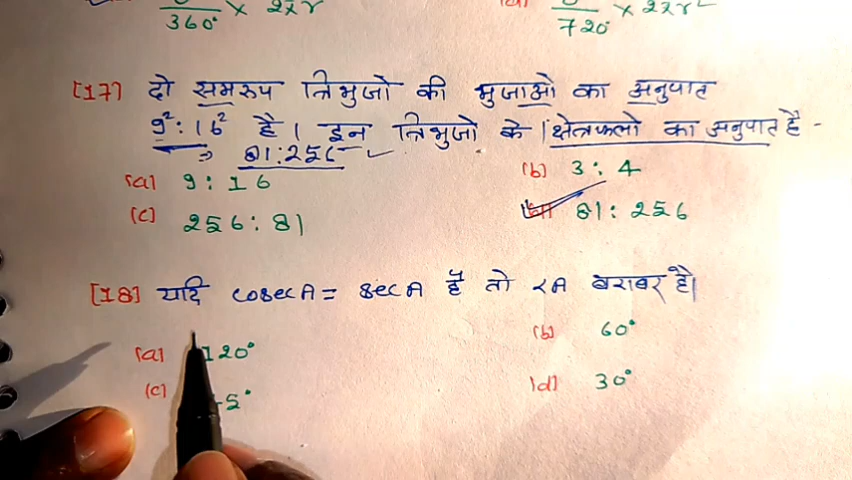 360° × 2πr
720° × 2πr²
[17] दो समरुप त्रिभुजो की भुजाओ का अनुपात
9²:16² है। इन त्रिभुजो के क्षेत्रफलो का अनुपात है -
⇒ 81:256
(a) 9 : 16 (b) 3 : 4
(c) 256 : 81 81 : 256
[18] यदि cosecA = secA है तो ∠A बराबर है।
(a) 120° (b) 60°
(c) 5° (d) 30°